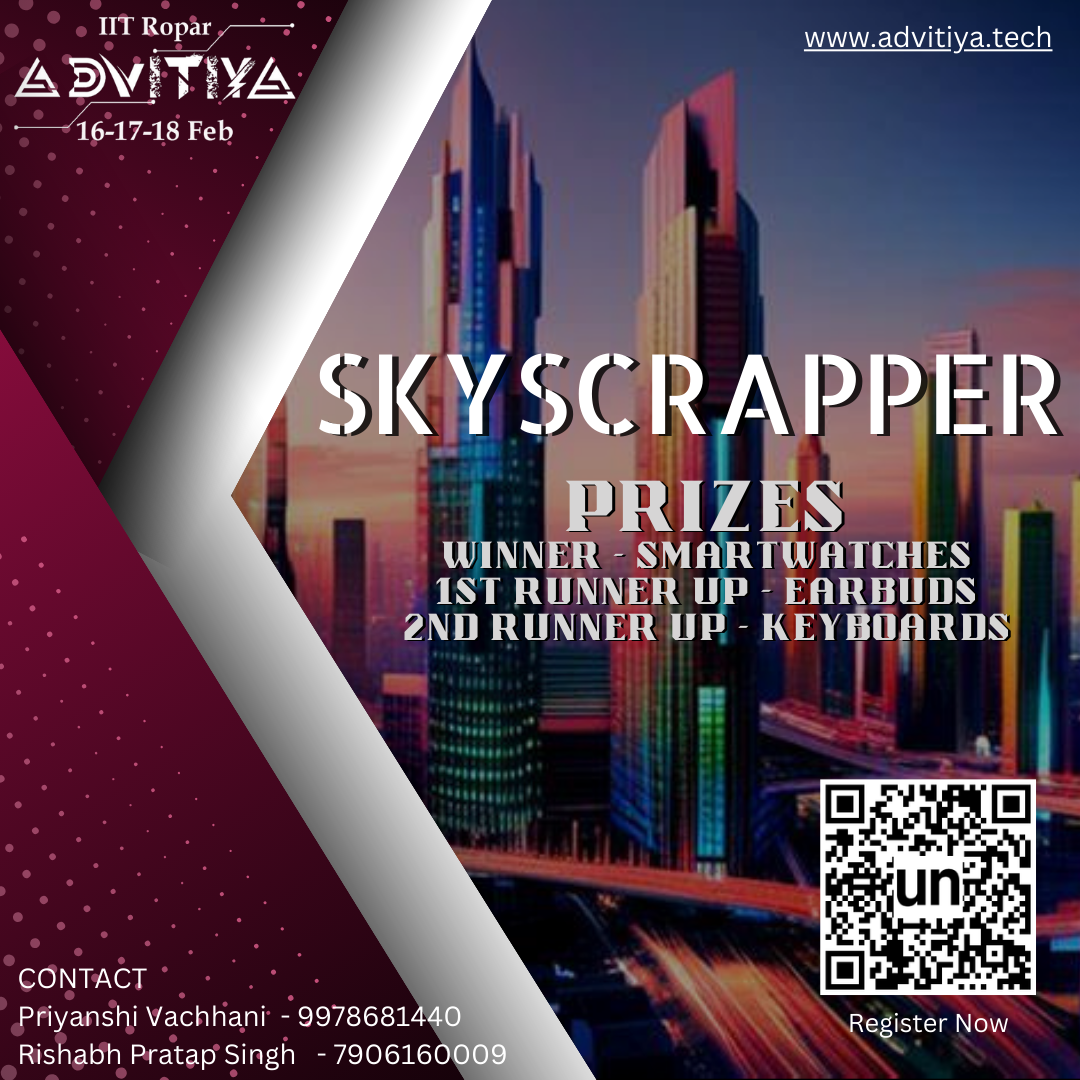 IIT Ropar
ADVITIYA
16-17-18 Feb
www.advitiya.tech
SKYSCRAPPER
PRIZES
WINNER - SMARTWATCHES
1ST RUNNER UP - EARBUDS
2ND RUNNER UP - KEYBOARDS
un
Register Now
CONTACT
Priyanshi Vachhani - 9978681440
Rishabh Pratap Singh - 7906160009